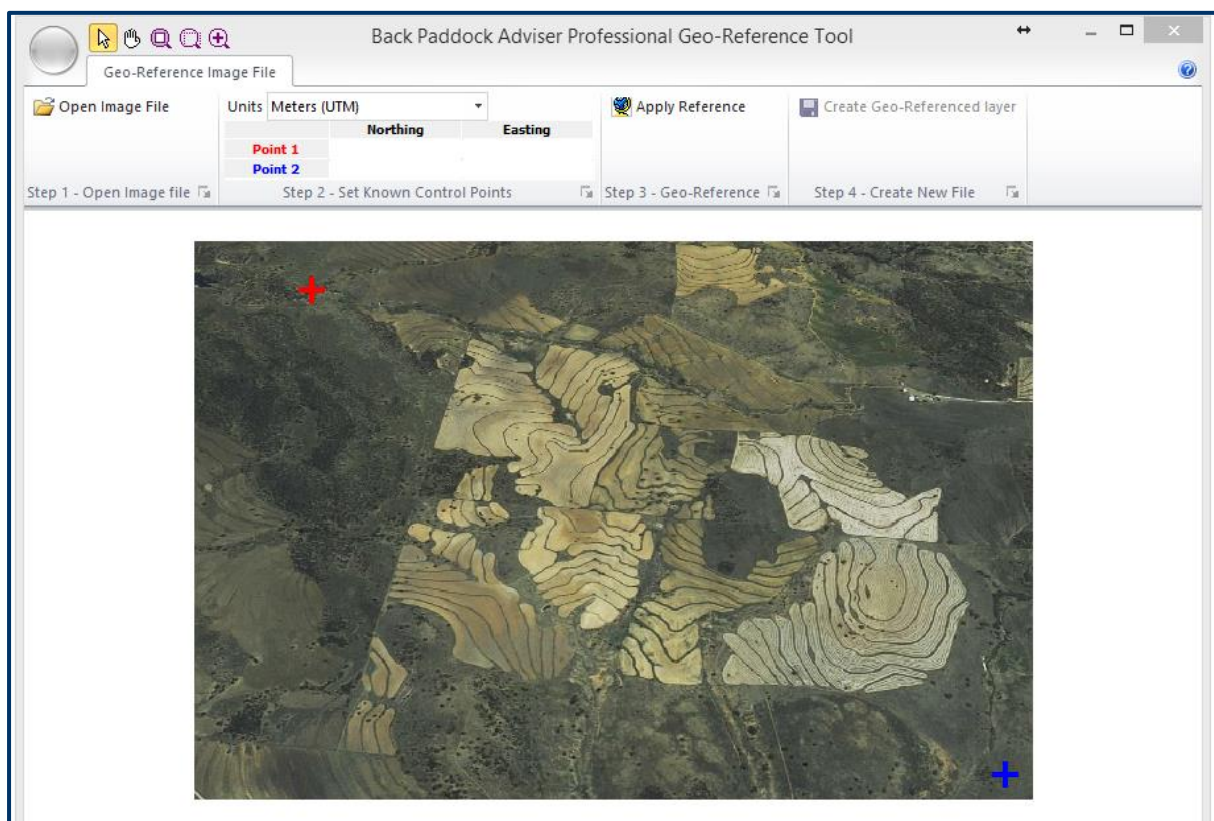 Back Paddock Adviser Professional Geo-Reference Tool
Geo-Reference Image File
Open Image File
Units Meters (UTM)
Northing Easting
Point 1
Point 2
Apply Reference
Create Geo-Referenced layer
Step 1 - Open Image file
Step 2 - Set Known Control Points
Step 3 - Geo-Reference
Step 4 - Create New File